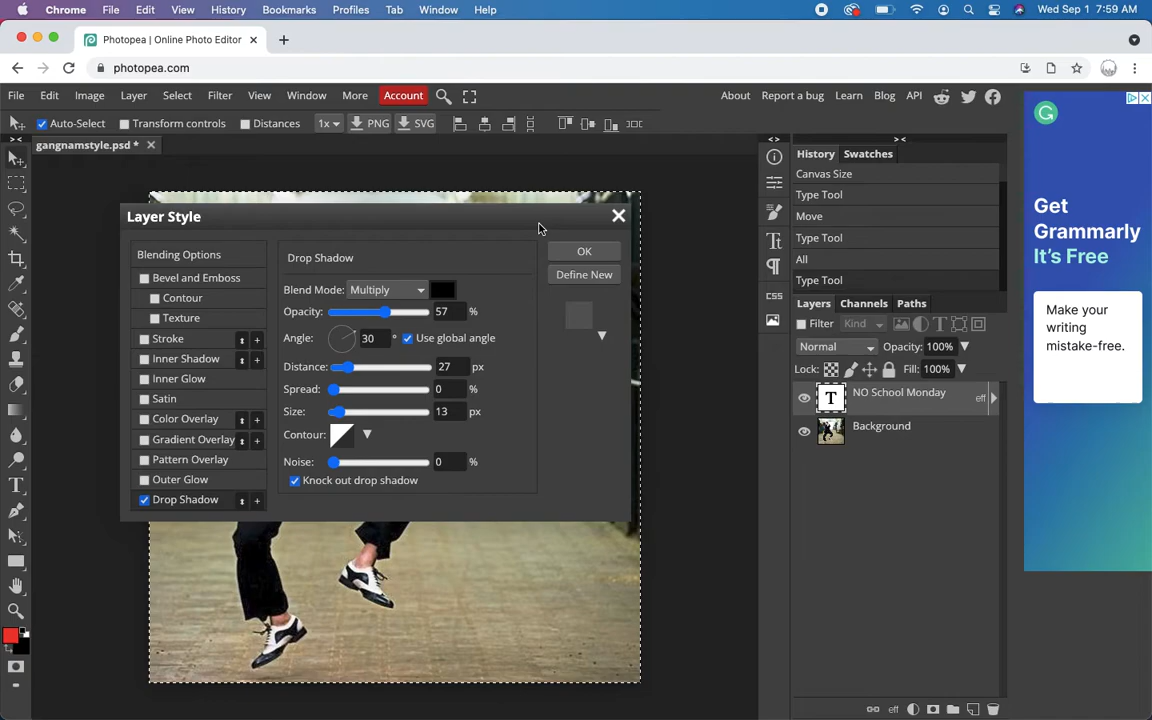 Chrome File Edit View History Bookmarks Profiles Tab Window Help Wed Sep 1 7:59 AM
Photopea | Online Photo Editor
photopea.com
File Edit Image Layer Select Filter View Window More Account About Report a bug Learn Blog API
Auto-Select Transform controls Distances 1x PNG SVG
gangnamstyle.psd *
History Swatches
Canvas Size
Type Tool
Move
Type Tool
All
Type Tool
Layers Channels Paths
Filter Kind
Normal Opacity: 100%
Lock: Fill: 100%
NO School Monday eff
Background
eff
CSS
Layer Style
Blending Options
Bevel and Emboss
Contour
Texture
Stroke
Inner Shadow
Inner Glow
Satin
Color Overlay
Gradient Overlay
Pattern Overlay
Outer Glow
Drop Shadow
Drop Shadow
Blend Mode: Multiply
Opacity: 57 %
Angle: 30 ° Use global angle
Distance: 27 px
Spread: 0 %
Size: 13 px
Contour:
Noise: 0 %
Knock out drop shadow
OK
Define New
Get
Grammarly
It's Free
Make your
writing
mistake-free.